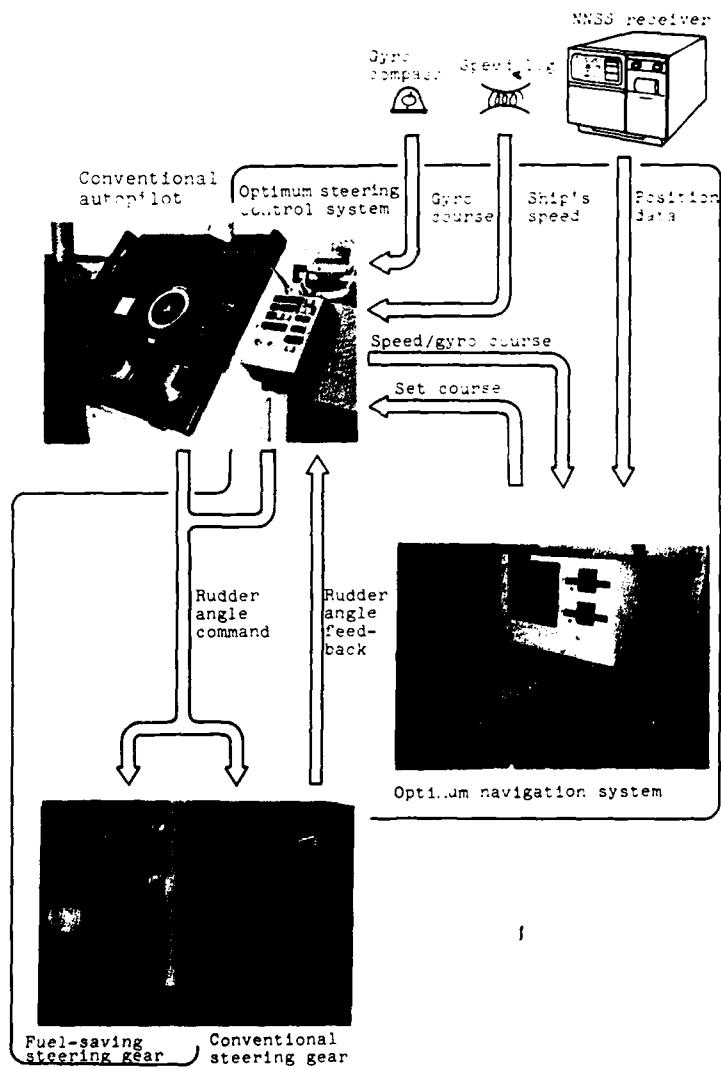 NNSS receiver
Gyro
compass
Speed log
Conventional
autopilot
Optimum steering
control system
Gyro
course
Ship's
speed
Position
data
Speed/gyro course
Set course
Rudder
angle
command
Rudder
angle
feed-
back
Optimum navigation system
Fuel-saving
steering gear
Conventional
steering gear